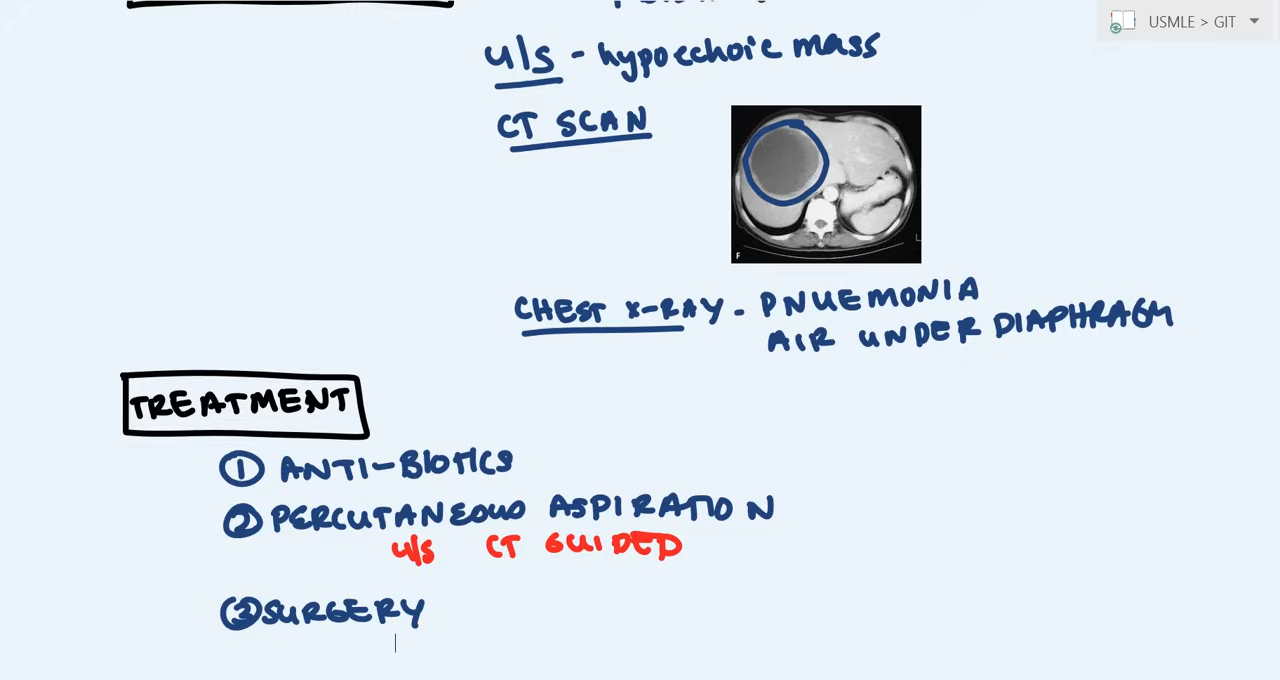 USMLE > GIT
u/s - hypoechoic mass
CT SCAN
F
L
CHEST X-RAY - PNUEMONIA
AIR UNDER DIAPHRAGM
TREATMENT
1 ANTI-BIOTICS
2 PERCUTANEOUS ASPIRATION
u/s CT GUIDED
3 SURGERY